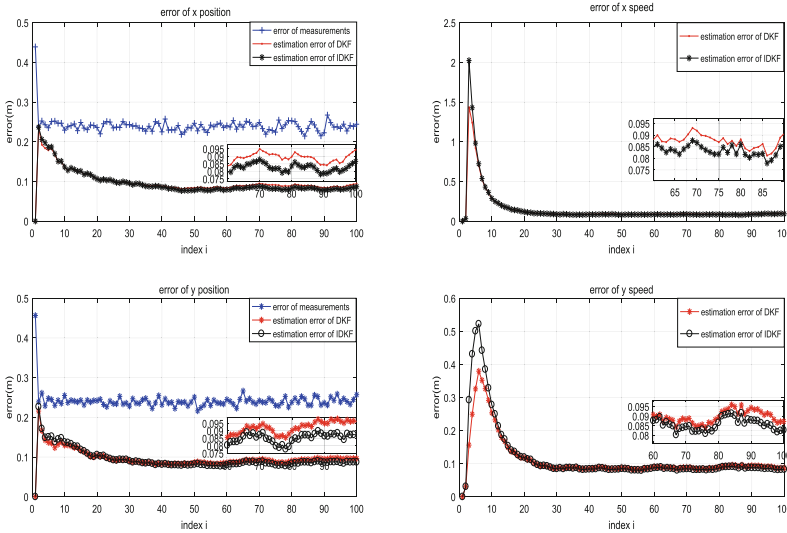 error of x position
0.5
0.4
0.3
0.2
0.1
0
error(m)
error of measurements
estimation error of DKF
estimation error of IDKF
0.095
0.09
0.085
0.08
0.075
60 70 80 90 100
0 10 20 30 40 50 60 70 80 90 100
index i
error of x speed
2.5
2
1.5
1
0.5
0
error(m)
estimation error of DKF
estimation error of IDKF
0.095
0.09
0.085
0.08
0.075
65 70 75 80 85
0 10 20 30 40 50 60 70 80 90 100
index i
error of y position
0.5
0.4
0.3
0.2
0.1
0
error(m)
error of measurements
estimation error of DKF
estimation error of IDKF
0.095
0.09
0.085
0.08
0.075
0 10 20 30 40 50 60 70 80 90 100
index i
error of y speed
0.6
0.5
0.4
0.3
0.2
0.1
0
error(m)
estimation error of DKF
estimation error of IDKF
0.095
0.09
0.085
0.08
60 70 80 90 100
0 10 20 30 40 50 60 70 80 90 100
index i